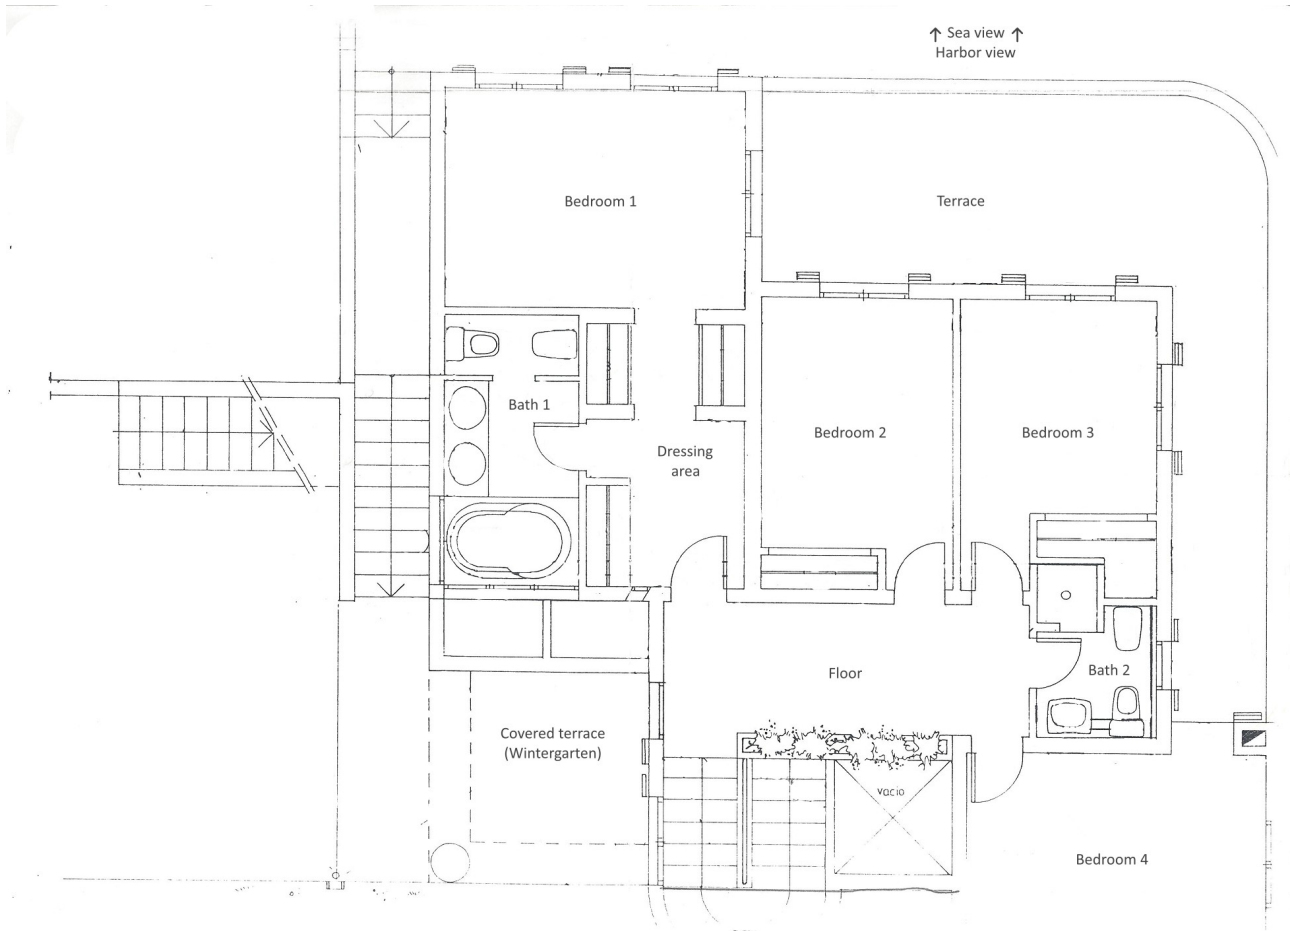 ↑ Sea view ↑
Harbor view
Bedroom 1
Terrace
Bath 1
Dressing
area
Bedroom 2
Bedroom 3
Floor
Bath 2
Covered terrace
(Wintergarten)
vacio
Bedroom 4